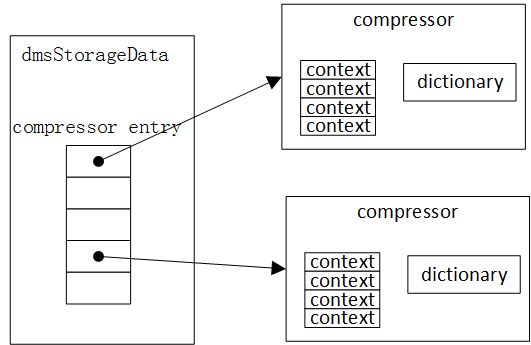 dmsStorageData
compressor entry
compressor
context
context
context
context
dictionary
compressor
context
context
context
context
dictionary